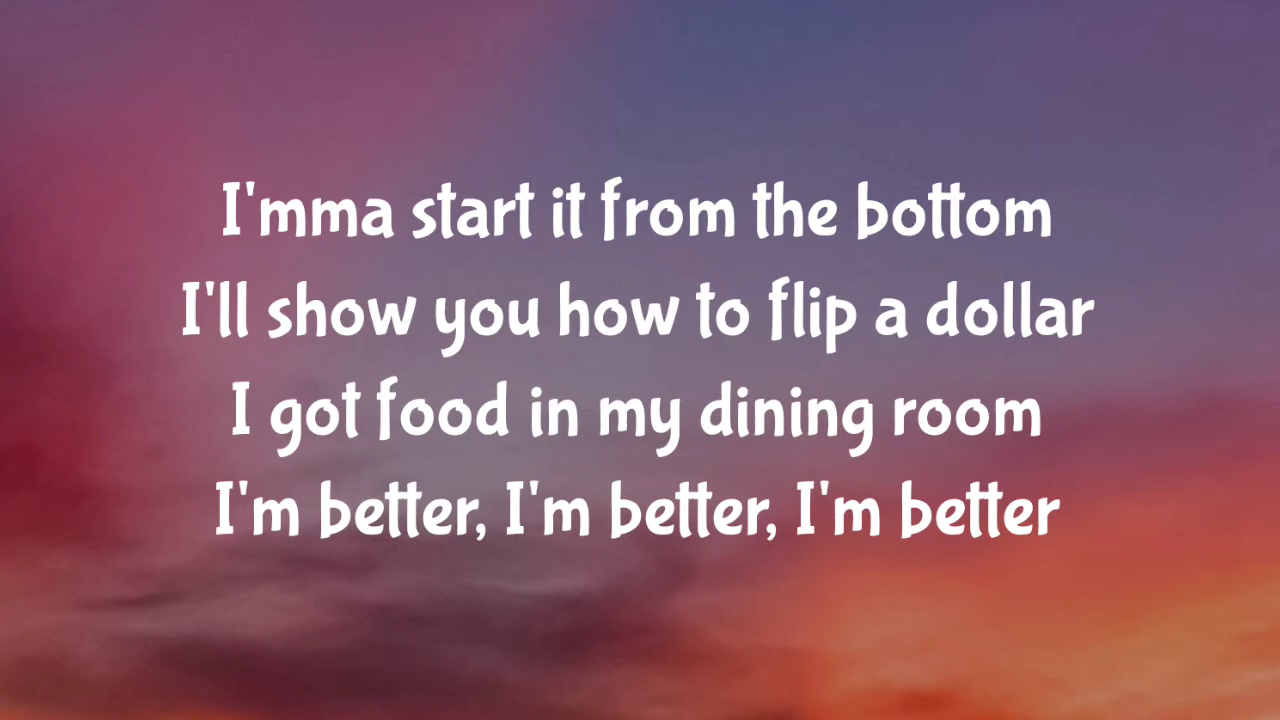 I'mma start it from the bottom
I'll show you how to flip a dollar
I got food in my dining room
I'm better, I'm better, I'm better